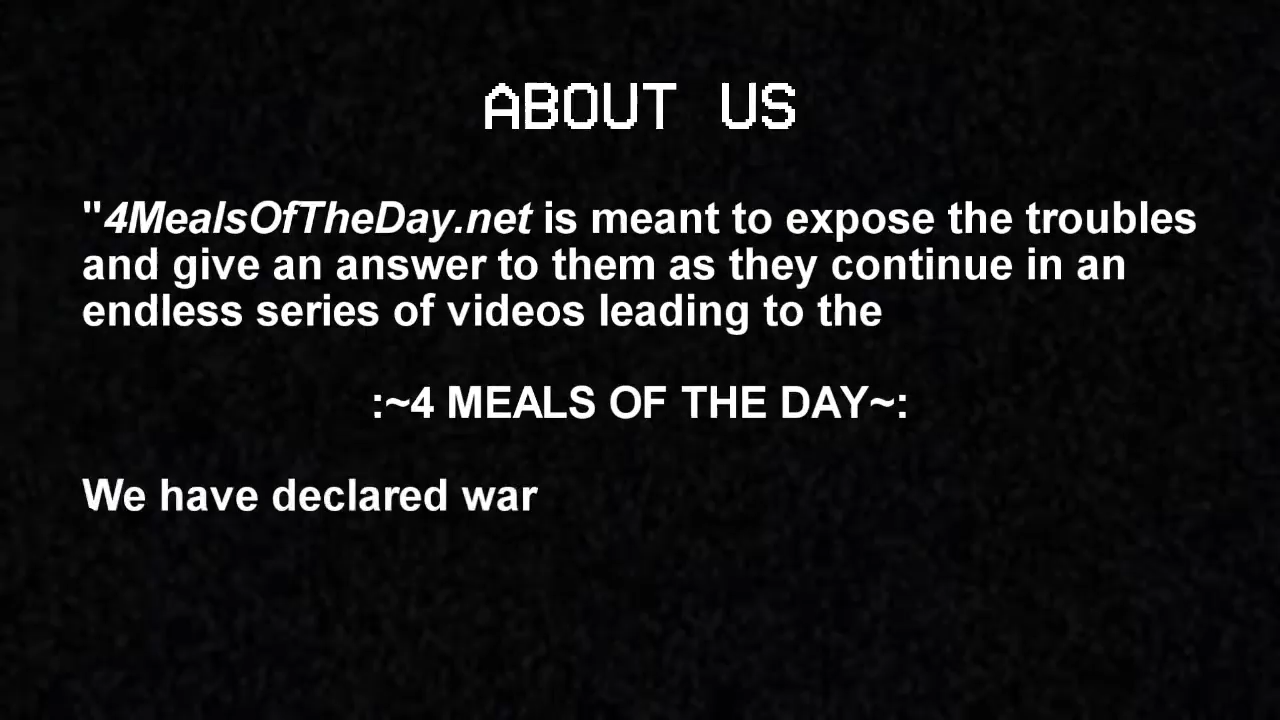 ABOUT US
"4MealsOfTheDay.net is meant to expose the troubles
and give an answer to them as they continue in an
endless series of videos leading to the
:~4 MEALS OF THE DAY~:
We have declared war